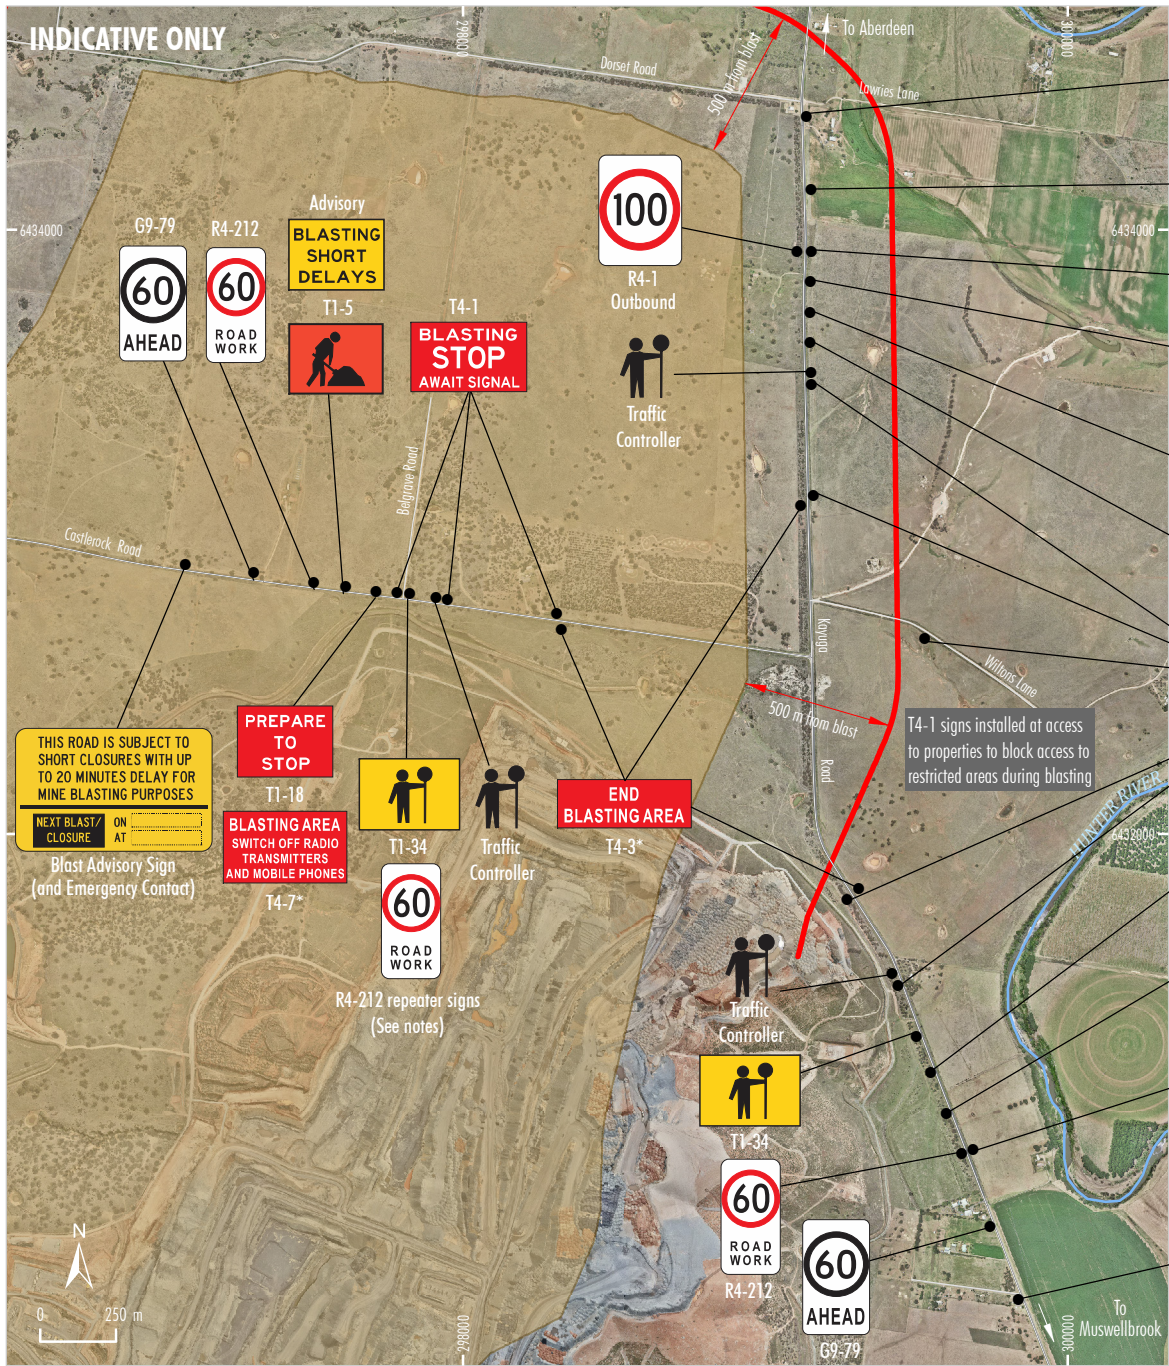 INDICATIVE ONLY
298000
300000
To Aberdeen
Dorset Road
500 m from blast
Lowries Lane
6434000
6434000
G9-79
60
AHEAD
R4-212
60
ROAD
WORK
Advisory
BLASTING
SHORT
DELAYS
T1-5
T4-1
BLASTING
STOP
AWAIT SIGNAL
100
R4-1
Outbound
Traffic
Controller
Belgrave Road
Castlerock Road
Kayuga
Road
Wiltons Lane
500 m from blast
T4-1 signs installed at access
to properties to block access to
restricted areas during blasting
HUNTER RIVER
6432000
THIS ROAD IS SUBJECT TO
SHORT CLOSURES WITH UP
TO 20 MINUTES DELAY FOR
MINE BLASTING PURPOSES
NEXT BLAST/
CLOSURE
ON
AT
Blast Advisory Sign
(and Emergency Contact)
PREPARE
TO
STOP
T1-18
BLASTING AREA
SWITCH OFF RADIO
TRANSMITTERS
AND MOBILE PHONES
T4-7*
T1-34
60
ROAD
WORK
R4-212 repeater signs
(See notes)
Traffic
Controller
END
BLASTING AREA
T4-3*
Traffic
Controller
T1-34
60
ROAD
WORK
R4-212
60
AHEAD
G9-79
N
0
250 m
298000
300000
To
Muswellbrook